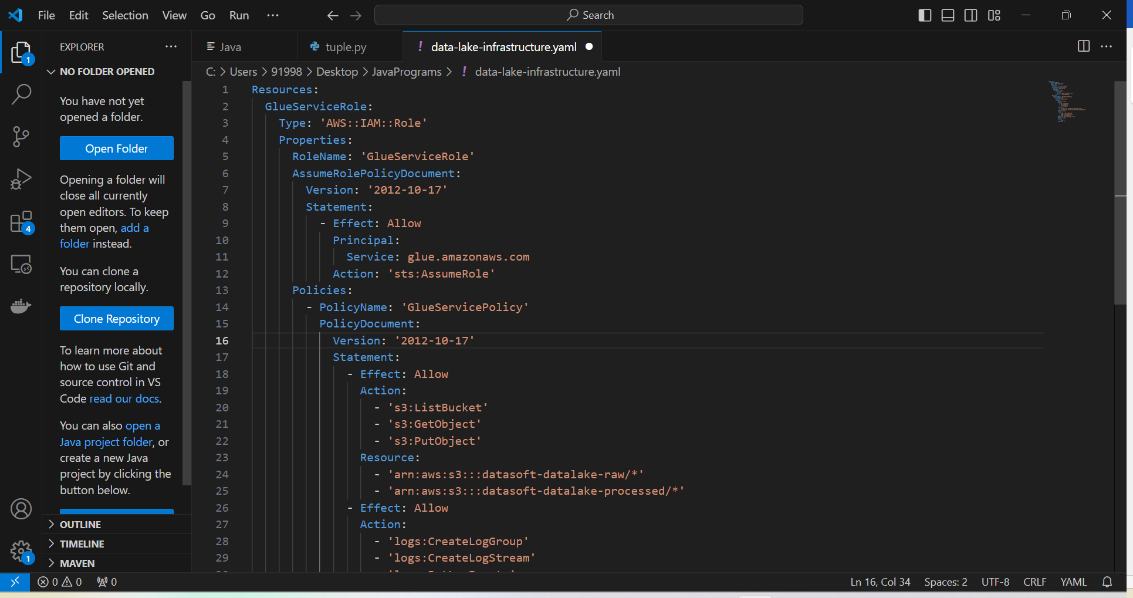 File Edit Selection View Go Run ··· Search
EXPLORER ···
NO FOLDER OPENED
You have not yet
opened a folder.
Open Folder
Opening a folder will
close all currently
open editors. To keep
them open, add a
folder instead.
You can clone a
repository locally.
Clone Repository
To learn more about
how to use Git and
source control in VS
Code read our docs.
You can also open a
Java project folder, or
create a new Java
project by clicking the
button below.
OUTLINE
TIMELINE
MAVEN
1
4
1
Java tuple.py ! data-lake-infrastructure.yaml
C: > Users > 91998 > Desktop > JavaPrograms > ! data-lake-infrastructure.yaml
1 Resources:
2 GlueServiceRole:
3 Type: 'AWS::IAM::Role'
4 Properties:
5 RoleName: 'GlueServiceRole'
6 AssumeRolePolicyDocument:
7 Version: '2012-10-17'
8 Statement:
9 - Effect: Allow
10 Principal:
11 Service: glue.amazonaws.com
12 Action: 'sts:AssumeRole'
13 Policies:
14 - PolicyName: 'GlueServicePolicy'
15 PolicyDocument:
16 Version: '2012-10-17'
17 Statement:
18 - Effect: Allow
19 Action:
20 - 's3:ListBucket'
21 - 's3:GetObject'
22 - 's3:PutObject'
23 Resource:
24 - 'arn:aws:s3:::datasoft-datalake-raw/*'
25 - 'arn:aws:s3:::datasoft-datalake-processed/*'
26 - Effect: Allow
27 Action:
28 - 'logs:CreateLogGroup'
29 - 'logs:CreateLogStream'
0 0 0 Ln 16, Col 34 Spaces: 2 UTF-8 CRLF YAML